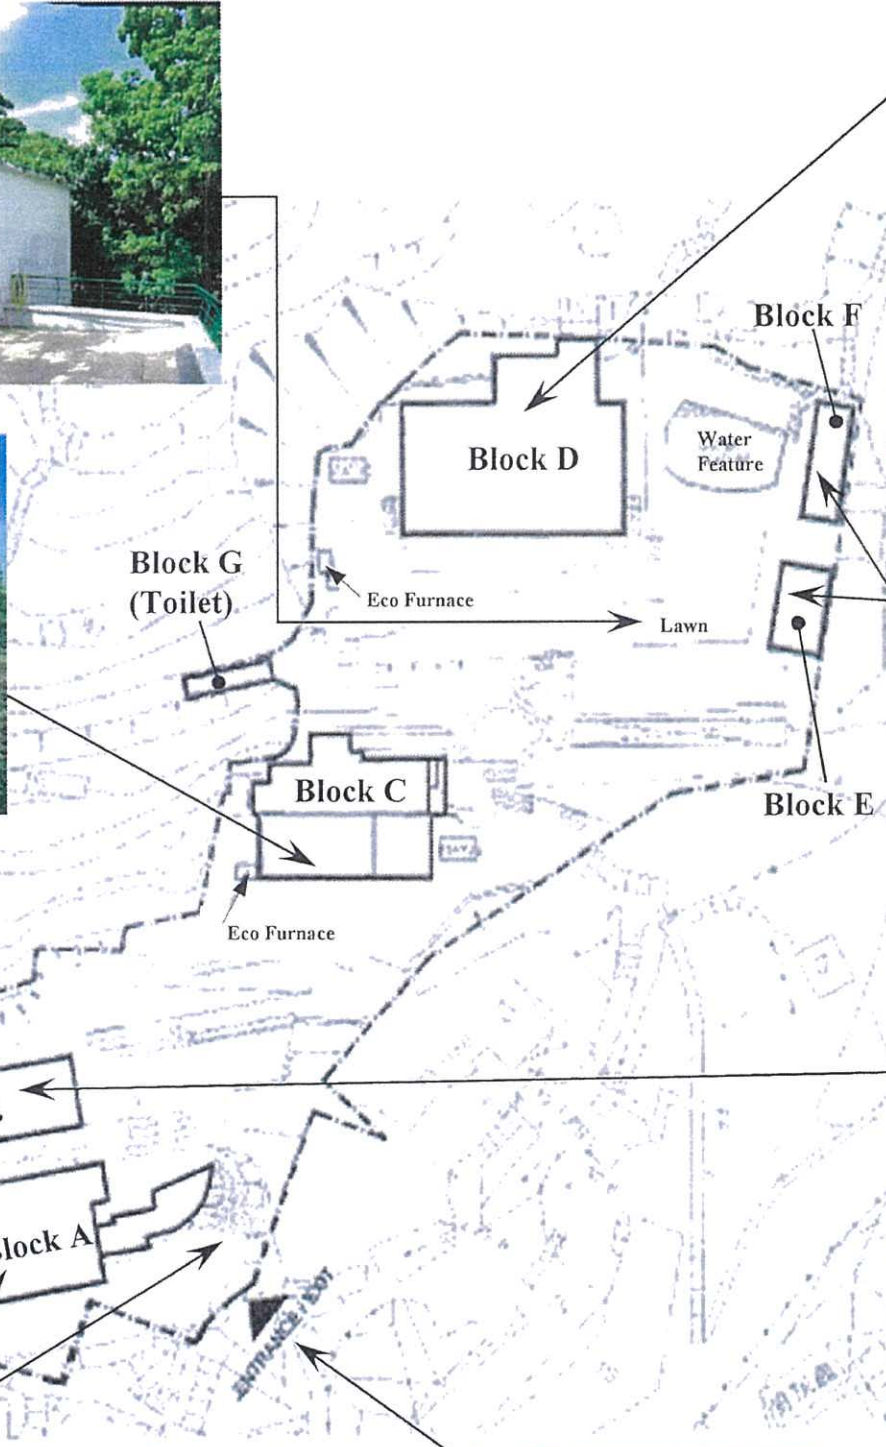 Block F
Block D
Water
Feature
Block G
(Toilet)
Eco Furnace
Lawn
Block C
Block E
Eco Furnace
lock A
ENTRANCE / EXIT